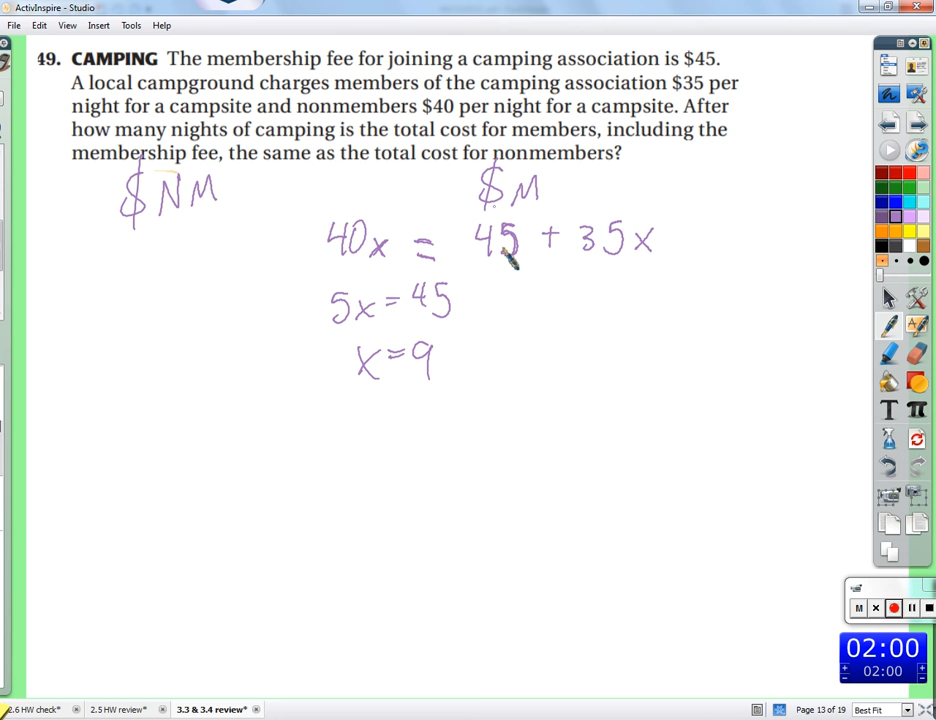 ActivInspire - Studio
File Edit View Insert Tools Help
49. CAMPING The membership fee for joining a camping association is $45.
A local campground charges members of the camping association $35 per
night for a campsite and nonmembers $40 per night for a campsite. After
how many nights of camping is the total cost for members, including the
membership fee, the same as the total cost for nonmembers?
$ NM $ M
40x = 45 + 35x
5x = 45
x = 9
M
02:00
02:00
2.6 HW check* 2.5 HW review* 3.3 & 3.4 review* Page 13 of 19 Best Fit